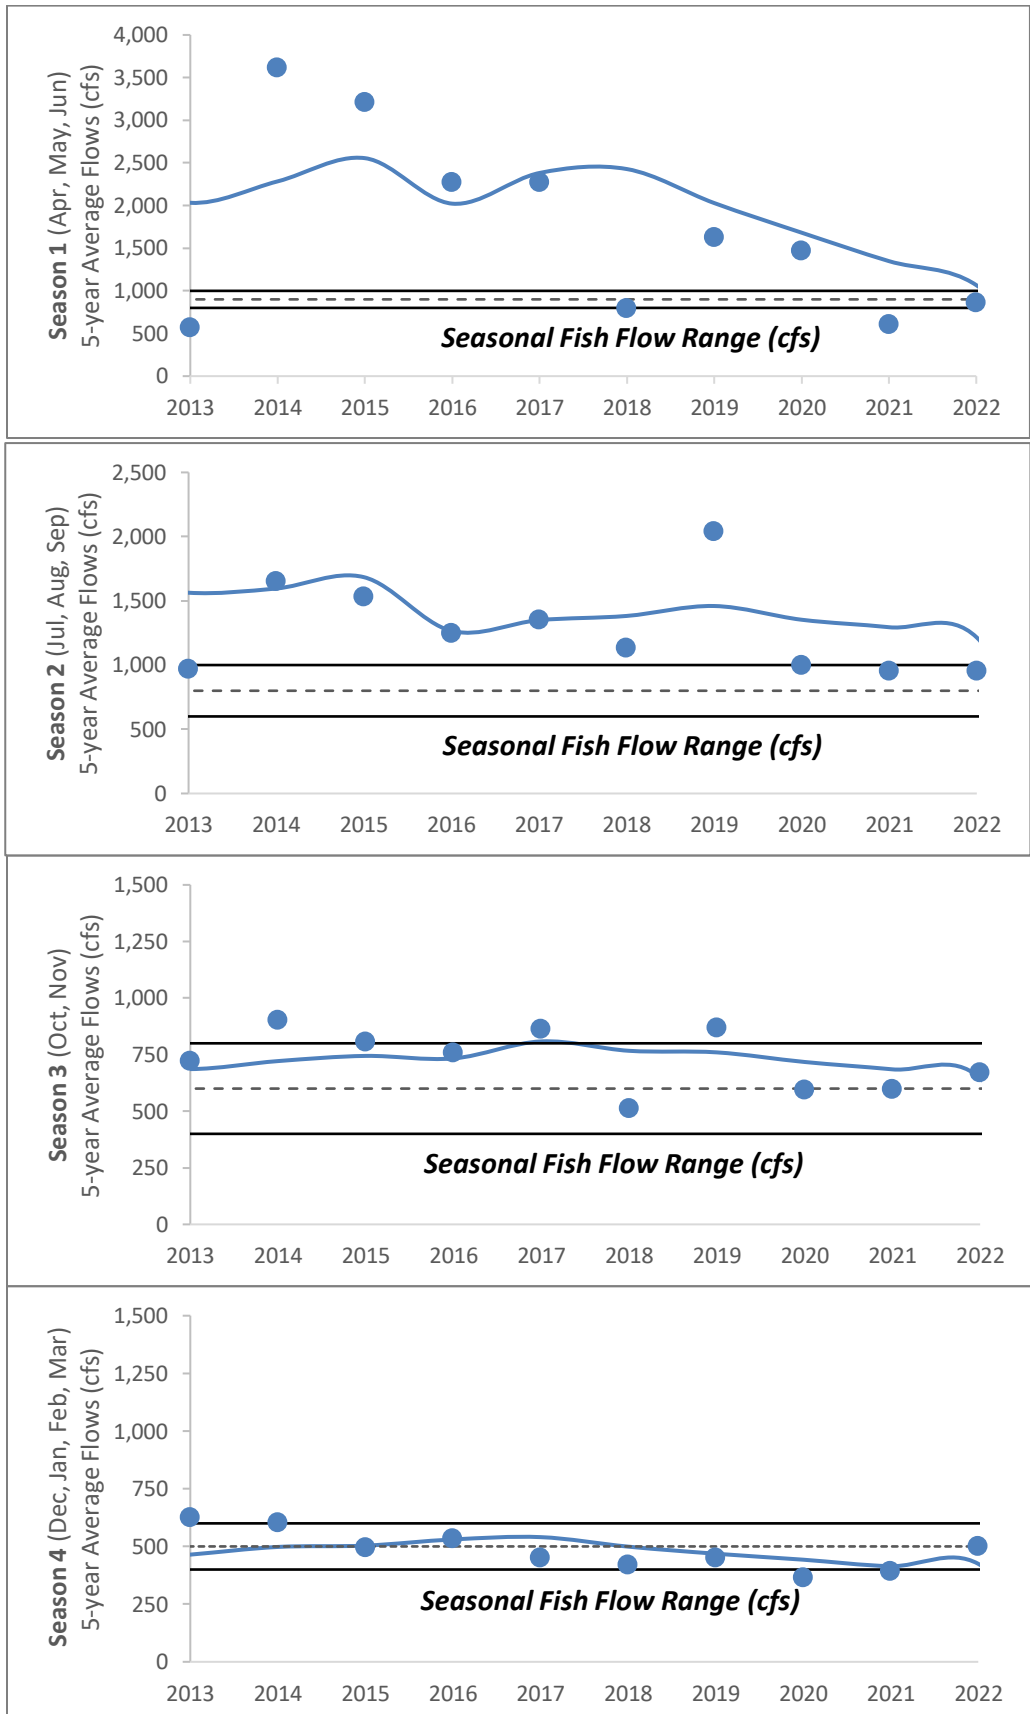 Season 1 (Apr, May, Jun)
5-year Average Flows (cfs)
4,000
3,500
3,000
2,500
2,000
1,500
1,000
500
0
Seasonal Fish Flow Range (cfs)
2013 2014 2015 2016 2017 2018 2019 2020 2021 2022
Season 2 (Jul, Aug, Sep)
5-year Average Flows (cfs)
2,500
2,000
1,500
1,000
500
0
Seasonal Fish Flow Range (cfs)
2013 2014 2015 2016 2017 2018 2019 2020 2021 2022
Season 3 (Oct, Nov)
5-year Average Flows (cfs)
1,500
1,250
1,000
750
500
250
0
Seasonal Fish Flow Range (cfs)
2013 2014 2015 2016 2017 2018 2019 2020 2021 2022
Season 4 (Dec, Jan, Feb, Mar)
5-year Average Flows (cfs)
1,500
1,250
1,000
750
500
250
0
Seasonal Fish Flow Range (cfs)
2013 2014 2015 2016 2017 2018 2019 2020 2021 2022